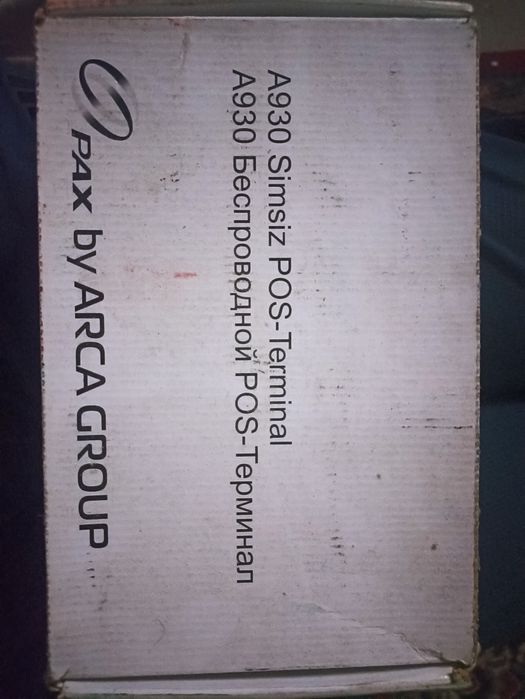 A930 Simsiz POS-Terminal
A930 Беспроводной POS-Терминал
PAX by ARCA GROUP